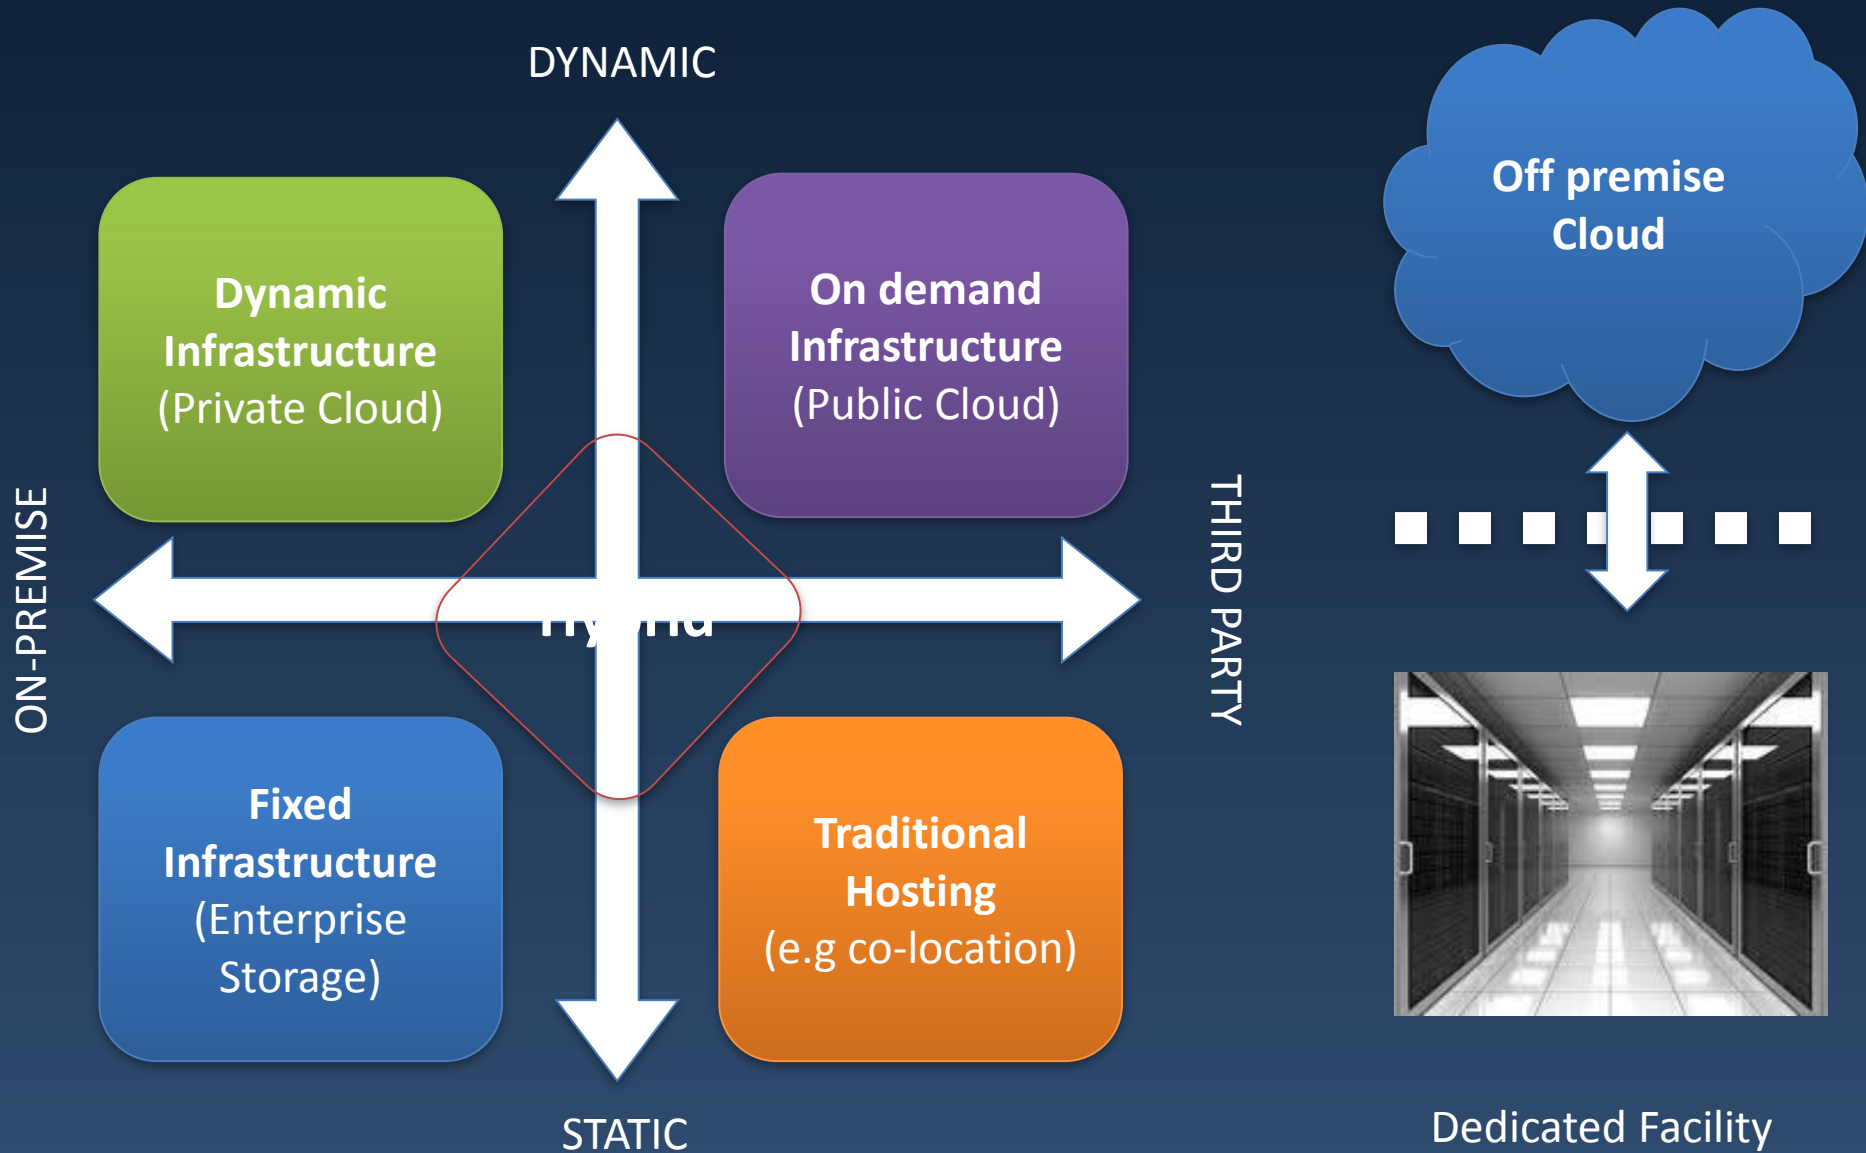 DYNAMIC
Dynamic
Infrastructure
(Private Cloud)
On demand
Infrastructure
(Public Cloud)
ON-PREMISE
Hybrid
THIRD PARTY
Fixed
Infrastructure
(Enterprise
Storage)
Traditional
Hosting
(e.g co-location)
STATIC
Off premise
Cloud
Dedicated Facility